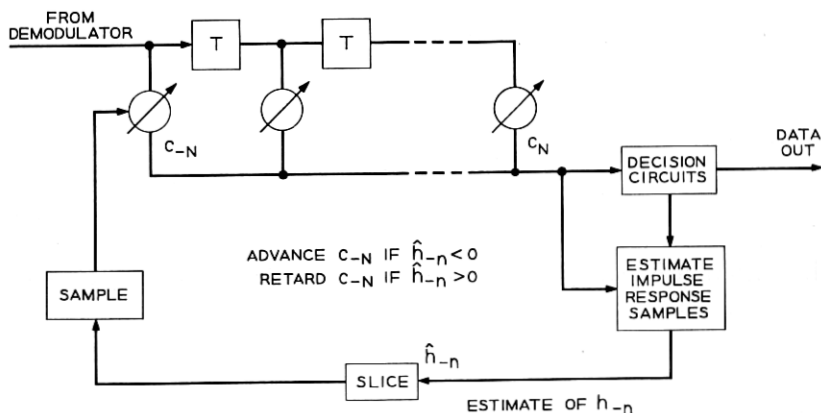 FROM
DEMODULATOR
T
T
C-N
CN
DECISION
CIRCUITS
DATA
OUT
ADVANCE C-N IF ĥ-n<0
RETARD C-N IF ĥ-n>0
ESTIMATE
IMPULSE
RESPONSE
SAMPLES
SAMPLE
SLICE
ĥ-n
ESTIMATE OF h-n